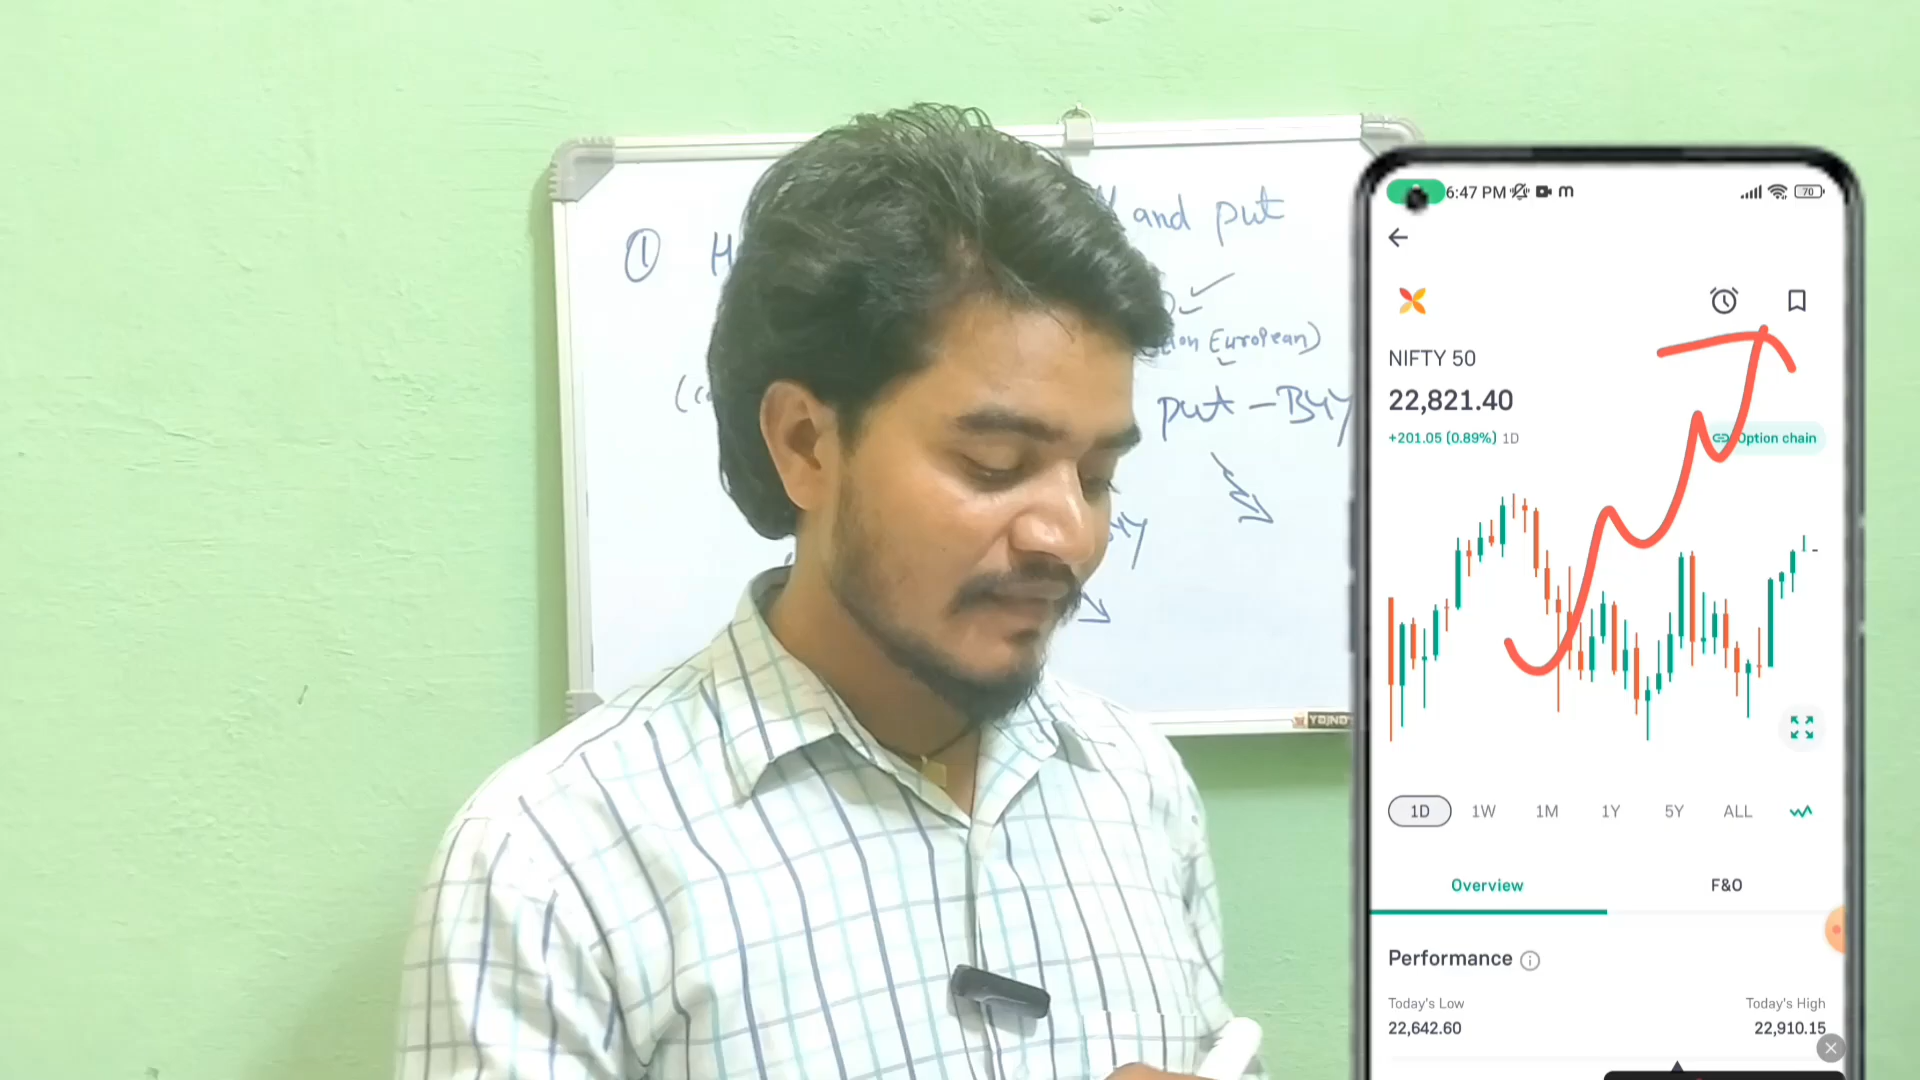 ① H
and put
European)
put - Buy
YAJNO
6:47 PM
70
NIFTY 50
22,821.40
+201.05 (0.89%) 1D
Option chain
1D 1W 1M 1Y 5Y ALL
Overview F&O
Performance
Today's Low Today's High
22,642.60 22,910.15